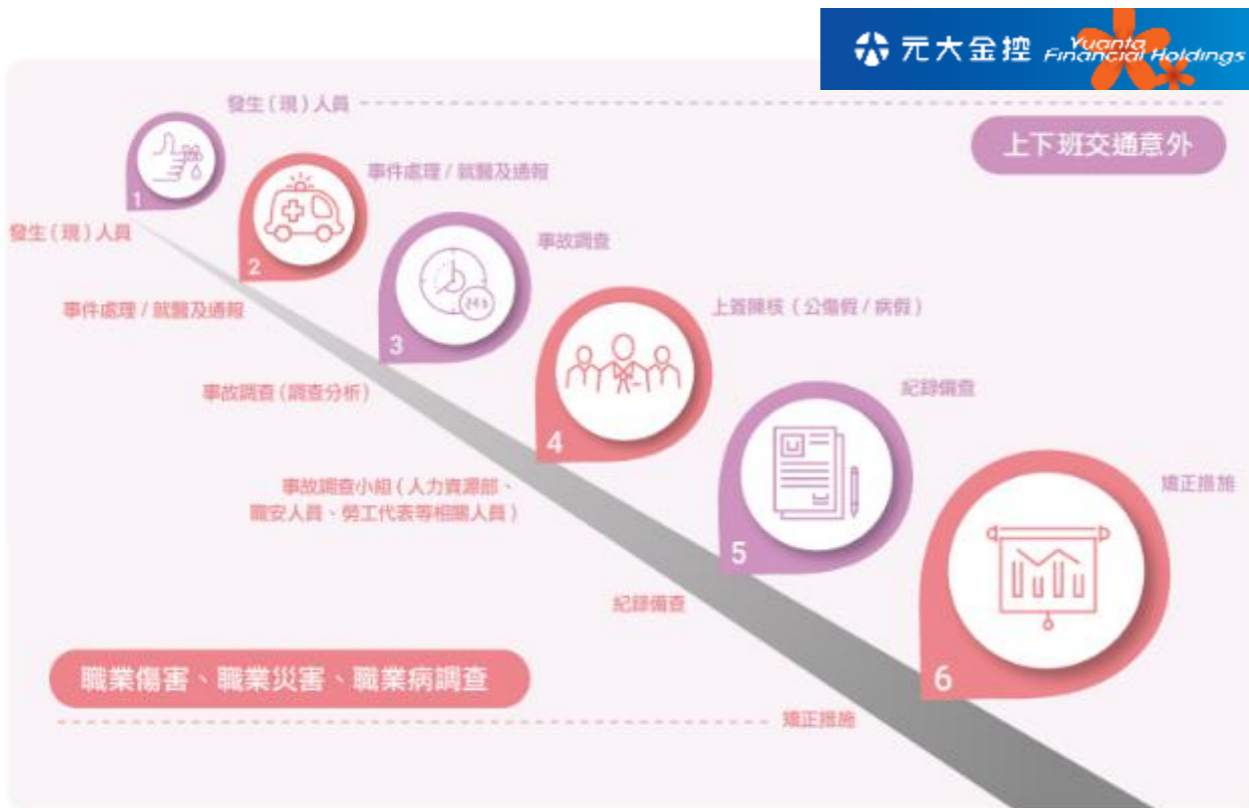 元大金控 Yuanta Financial Holdings
發生(現)人員
上下班交通意外
1
事件處理 / 就醫及通報
2
發生(現)人員
事故調查
24 h
3
事件處理 / 就醫及通報
上簽陳核(公傷假 / 病假)
4
事故調查(調查分析)
紀錄備查
5
事故調查小組(人力資源部、
職安人員、勞工代表等相關人員)
矯正措施
6
紀錄備查
職業傷害、職業災害、職業病調查
矯正措施